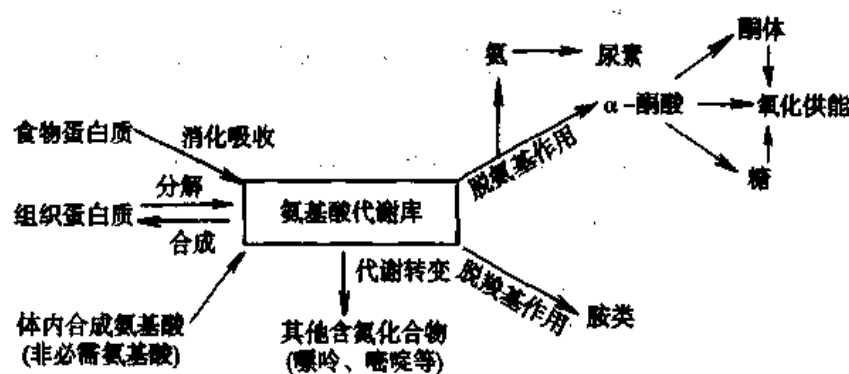 酮体
氨
尿素
α-酮酸
氧化供能
食物蛋白质
消化吸收
脱氨基作用
糖
分解
组织蛋白质
氨基酸代谢库
合成
代谢转变
脱羧基作用
胺类
体内合成氨基酸
(非必需氨基酸)
其他含氮化合物
(嘌呤、嘧啶等)